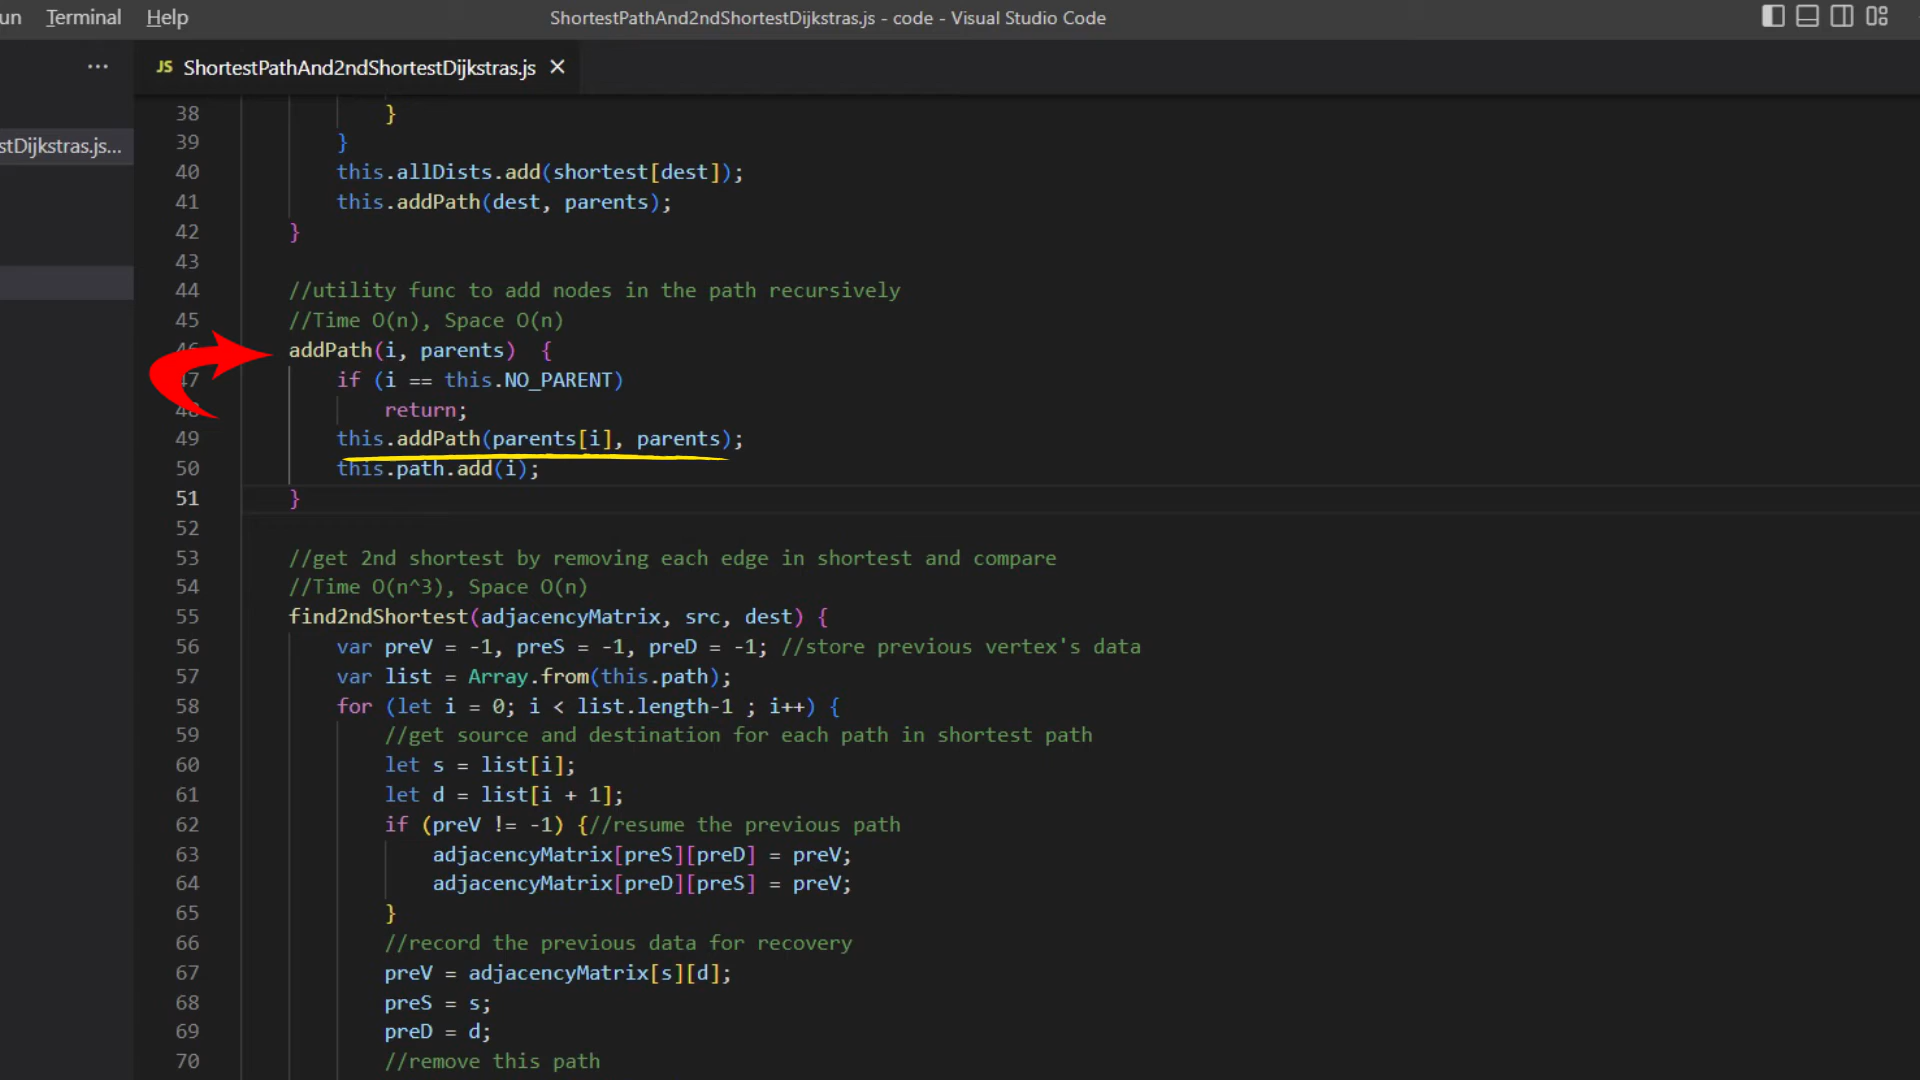 un Terminal Help ShortestPathAnd2ndShortestDijkstras.js - code - Visual Studio Code
JS ShortestPathAnd2ndShortestDijkstras.js
stDijkstras.js...
38 }
39 }
40 this.allDists.add(shortest[dest]);
41 this.addPath(dest, parents);
42 }
43
44 //utility func to add nodes in the path recursively
45 //Time O(n), Space O(n)
46 addPath(i, parents)  {
47 if (i == this.NO_PARENT)
48 return;
49 this.addPath(parents[i], parents);
50 this.path.add(i);
51 }
52
53 //get 2nd shortest by removing each edge in shortest and compare
54 //Time O(n^3), Space O(n)
55 find2ndShortest(adjacencyMatrix, src, dest) {
56 var preV = -1, preS = -1, preD = -1; //store previous vertex's data
57 var list = Array.from(this.path);
58 for (let i = 0; i < list.length-1 ; i++) {
59 //get source and destination for each path in shortest path
60 let s = list[i];
61 let d = list[i + 1];
62 if (preV != -1) {//resume the previous path
63 adjacencyMatrix[preS][preD] = preV;
64 adjacencyMatrix[preD][preS] = preV;
65 }
66 //record the previous data for recovery
67 preV = adjacencyMatrix[s][d];
68 preS = s;
69 preD = d;
70 //remove this path